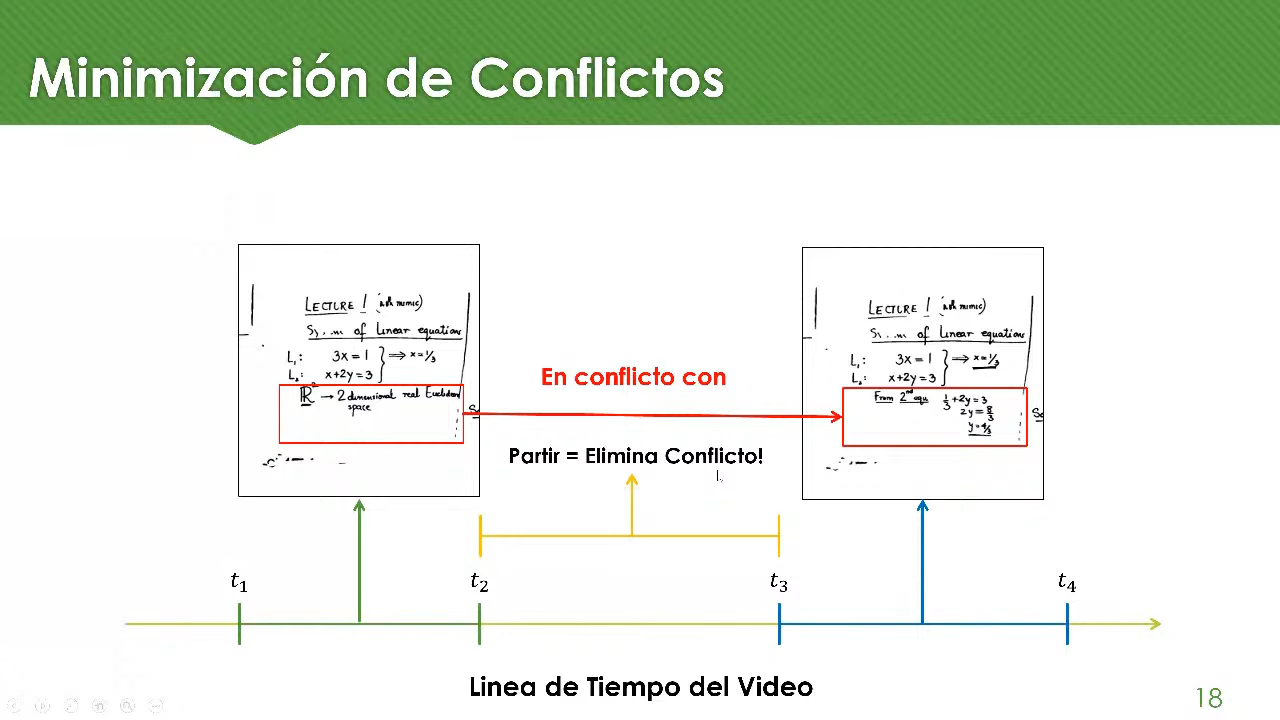 Minimización de Conflictos
LECTURE 1
of Linear equations
L₁: 3x = 1 } ⟹ x = 1/3
L₂: x+2y = 3
ℝ² → 2 dimensional real Euclidean
space
En conflicto con
Partir = Elimina Conflicto!
LECTURE 1
of Linear equations
L₁: 3x = 1 } ⟹ x = 1/3
L₂: x+2y = 3
From 2nd equ 1/3 +2y = 3
2y = 8/3
y = 4/3
t₁ t₂ t₃ t₄
Linea de Tiempo del Video
18